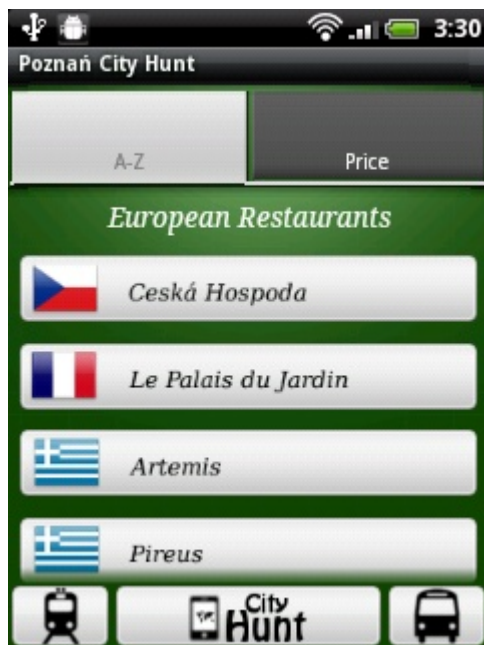 3:30
Poznań City Hunt
A-Z
Price
European Restaurants
Ceská Hospoda
Le Palais du Jardin
Artemis
Pireus
City
Hunt